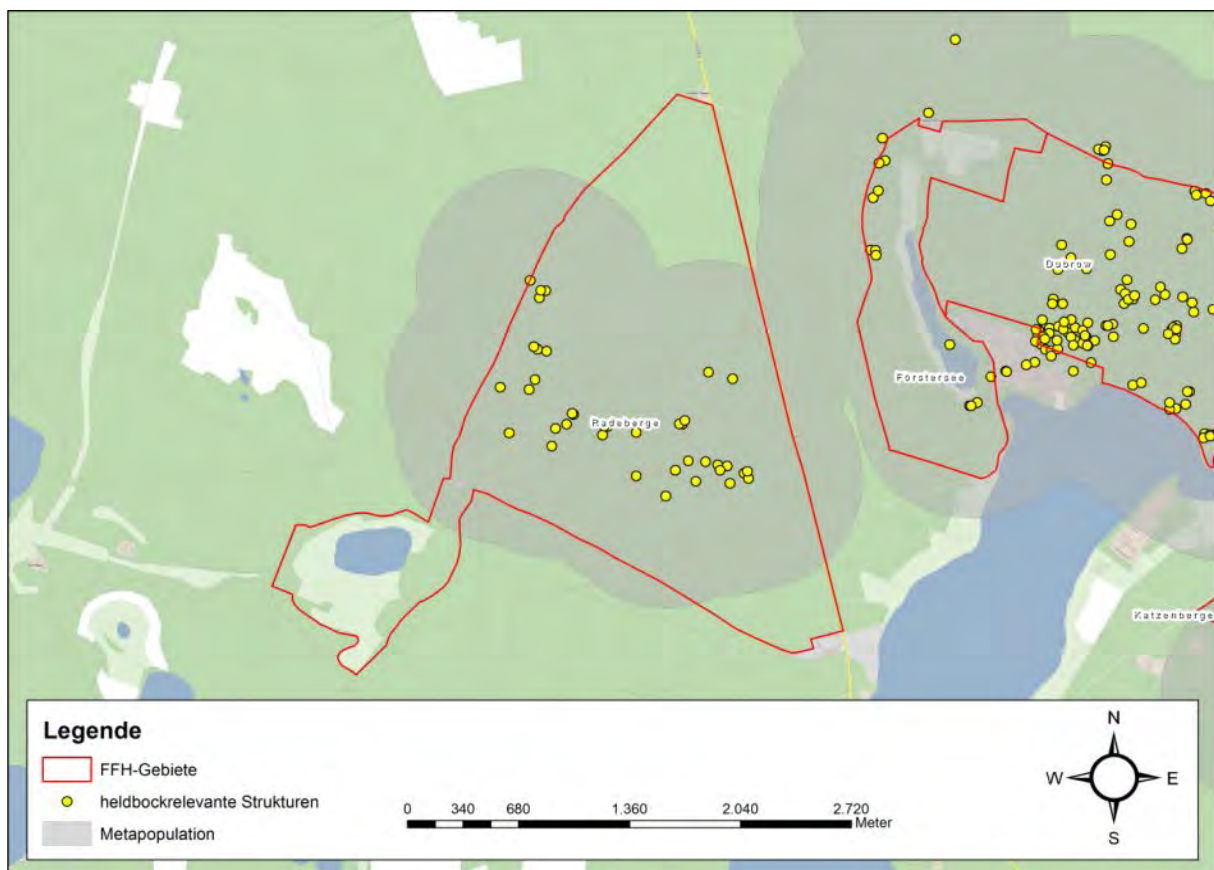 Dubrow
Förstersee
Radeberge
Katzenberge
Legende
FFH-Gebiete
heldbockrelevante Strukturen
Metapopulation
0 340 680 1.360 2.040 2.720
Meter
N
W E
S